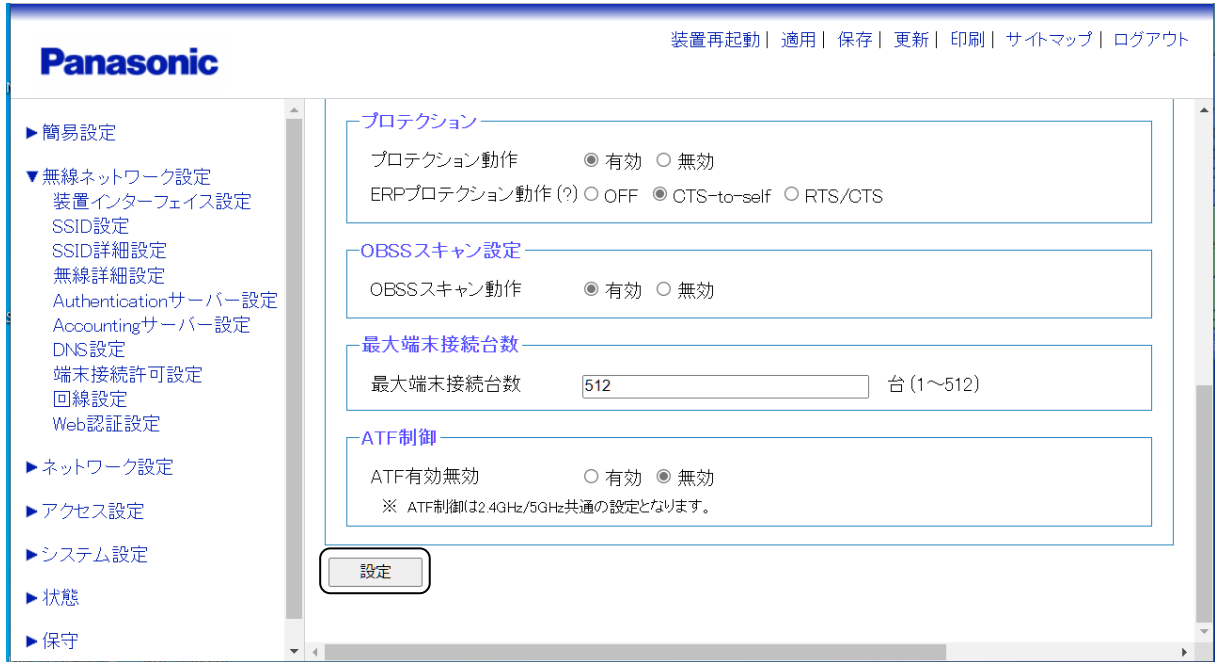 装置再起動| 適用| 保存| 更新| 印刷| サイトマップ| ログアウト
Panasonic
▶簡易設定
▼無線ネットワーク設定
装置インターフェイス設定
SSID設定
SSID詳細設定
無線詳細設定
Authenticationサーバー設定
Accountingサーバー設定
DNS設定
端末接続許可設定
回線設定
Web認証設定
▶ネットワーク設定
▶アクセス設定
▶システム設定
▶状態
▶保守
プロテクション
プロテクション動作 有効 無効
ERPプロテクション動作(?) OFF CTS-to-self RTS/CTS
OBSSスキャン設定
OBSSスキャン動作 有効 無効
最大端末接続台数
最大端末接続台数 512 台(1～512)
ATF制御
ATF有効無効 有効 無効
※ ATF制御は2.4GHz/5GHz共通の設定となります。
設定